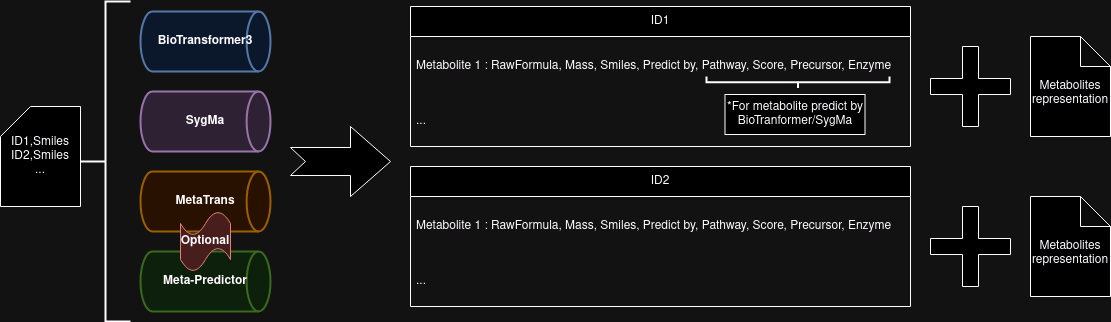 ID1,Smiles
ID2,Smiles
...
BioTransformer3
SygMa
MetaTrans
Optional
Meta-Predictor
ID1
Metabolite 1 : RawFormula, Mass, Smiles, Predict by, Pathway, Score, Precursor, Enzyme
*For metabolite predict by
BioTranformer/SygMa
...
Metabolites
representation
ID2
Metabolite 1 : RawFormula, Mass, Smiles, Predict by, Pathway, Score, Precursor, Enzyme
...
Metabolites
representation